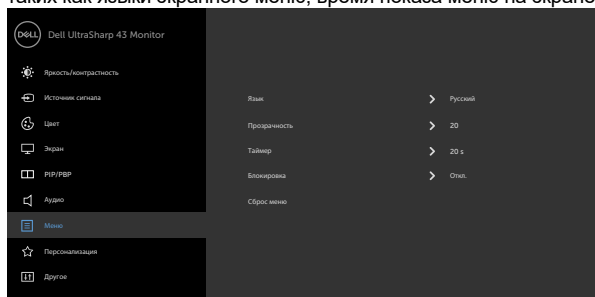 таких как языки экранного меню, время показа меню на экране
DELL Dell UltraSharp 43 Monitor
Яркость/контрастность
Источник сигнала
Язык > Русский
Цвет
Прозрачность > 20
Экран
Таймер > 20 s
PIP/PBP
Блокировка > Откл.
Аудио
Сброс меню
Меню
Персонализация
Другое